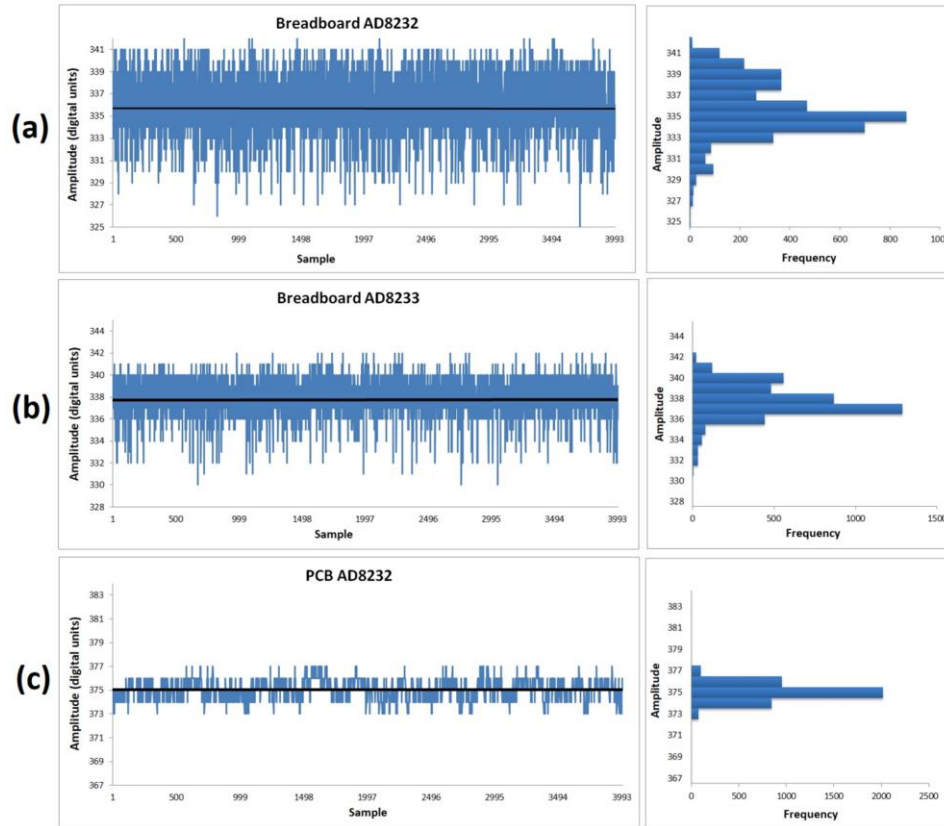 (a)
Breadboard AD8232
Amplitude (digital units)
341
339
337
335
333
331
329
327
325
1 500 999 1498 1997 2496 2995 3494 3993
Sample
Amplitude
341
339
337
335
333
331
329
327
325
0 200 400 600 800 100
Frequency
(b)
Breadboard AD8233
Amplitude (digital units)
344
342
340
338
336
334
332
330
328
1 500 999 1498 1997 2496 2995 3494 3993
Sample
Amplitude
344
342
340
338
336
334
332
330
328
0 500 1000 1500
Frequency
(c)
PCB AD8232
Amplitude (digital units)
383
381
379
377
375
373
371
369
367
1 500 999 1498 1997 2496 2995 3494 3993
Sample
Amplitude
383
381
379
377
375
373
371
369
367
0 500 1000 1500 2000 2500
Frequency